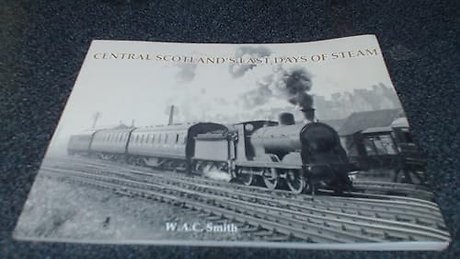 CENTRAL SCOTLAND'S LAST DAYS OF STEAM
W.A.C. Smith